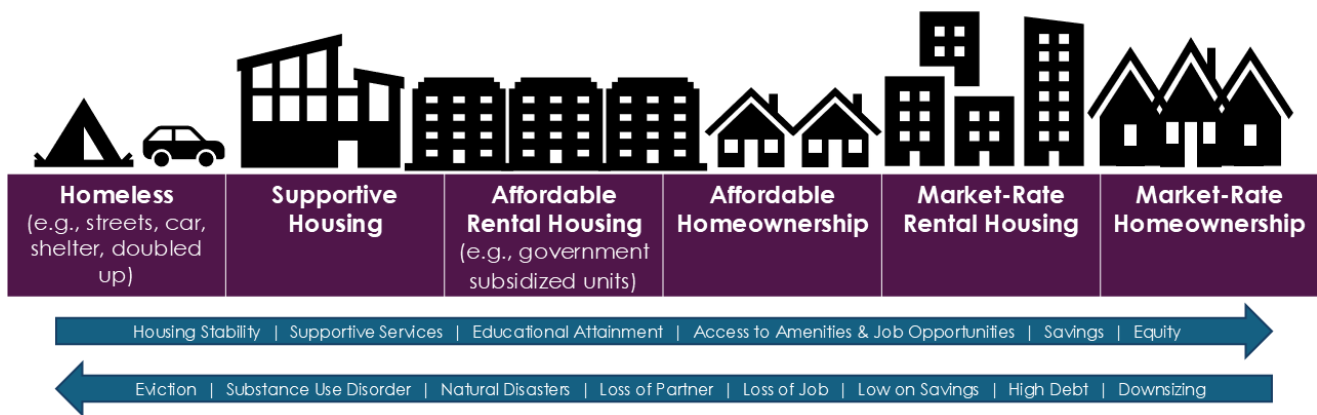 Homeless
(e.g., streets, car,
shelter, doubled
up)
Supportive
Housing
Affordable
Rental Housing
(e.g., government
subsidized units)
Affordable
Homeownership
Market-Rate
Rental Housing
Market-Rate
Homeownership
Housing Stability | Supportive Services | Educational Attainment | Access to Amenities & Job Opportunities | Savings | Equity
Eviction | Substance Use Disorder | Natural Disasters | Loss of Partner | Loss of Job | Low on Savings | High Debt | Downsizing